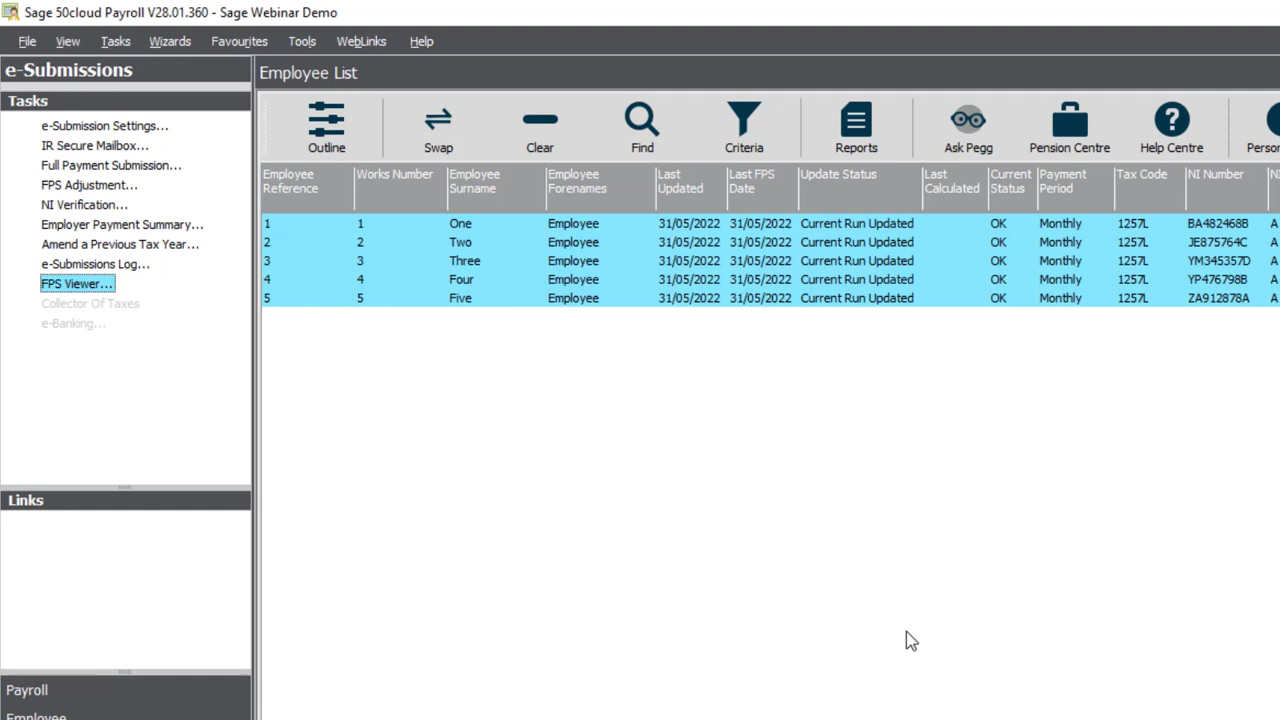 Sage 50cloud Payroll V28.01.360 - Sage Webinar Demo
File View Tasks Wizards Favourites Tools WebLinks Help
e-Submissions
Tasks
e-Submission Settings...
IR Secure Mailbox...
Full Payment Submission...
FPS Adjustment...
NI Verification...
Employer Payment Summary...
Amend a Previous Tax Year...
e-Submissions Log...
FPS Viewer...
Collector Of Taxes
e-Banking...
Links
Payroll
Employee
Employee List
Outline Swap Clear Find Criteria Reports Ask Pegg Pension Centre Help Centre Person
Employee Reference Works Number Employee Surname Employee Forenames Last Updated Last FPS Date Update Status Last Calculated Current Status Payment Period Tax Code NI Number NI
1 1 One Employee 31/05/2022 31/05/2022 Current Run Updated OK Monthly 1257L BA482468B A
2 2 Two Employee 31/05/2022 31/05/2022 Current Run Updated OK Monthly 1257L JE875764C A
3 3 Three Employee 31/05/2022 31/05/2022 Current Run Updated OK Monthly 1257L YM345357D A
4 4 Four Employee 31/05/2022 31/05/2022 Current Run Updated OK Monthly 1257L YP476798B A
5 5 Five Employee 31/05/2022 31/05/2022 Current Run Updated OK Monthly 1257L ZA912878A A